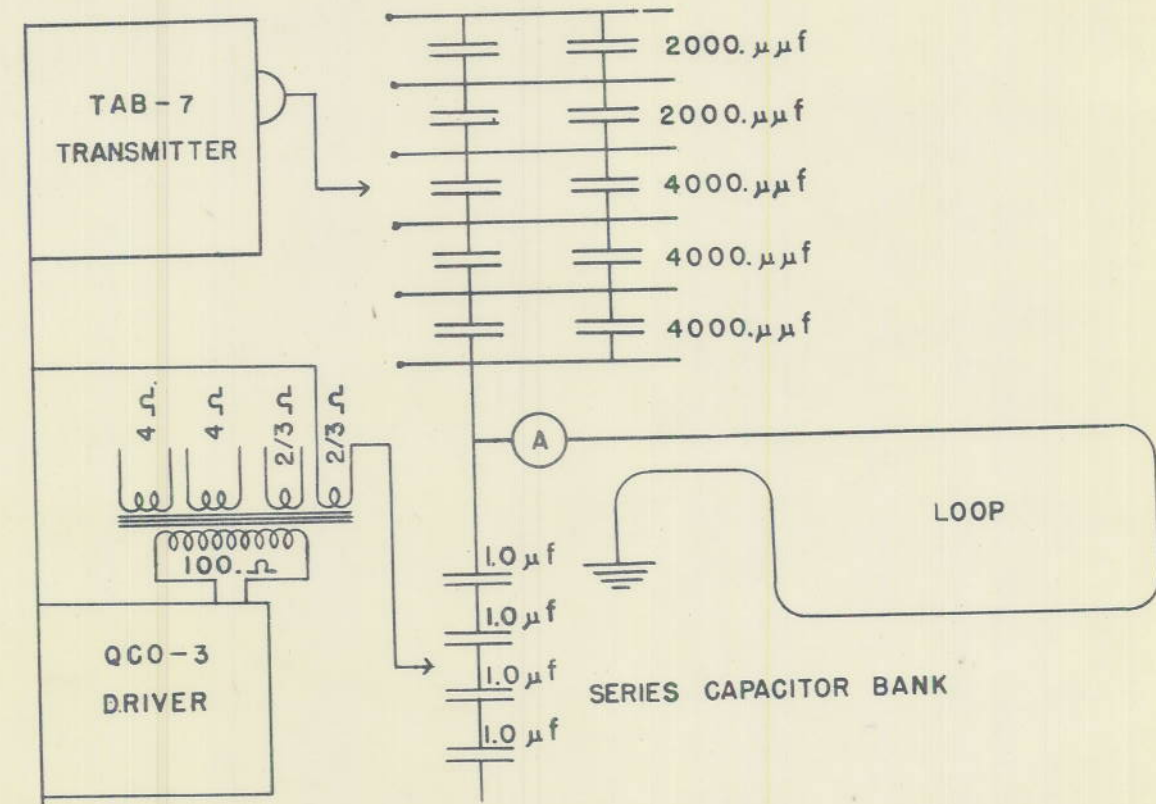 TAB-7
TRANSMITTER
2000. μμf
2000. μμf
4000. μμf
4000. μμf
4000. μμf
4 Ω
4 Ω
2/3 Ω
2/3 Ω
100. Ω
A
LOOP
1.0 μf
1.0 μf
1.0 μf
1.0 μf
QCO-3
DRIVER
SERIES CAPACITOR BANK